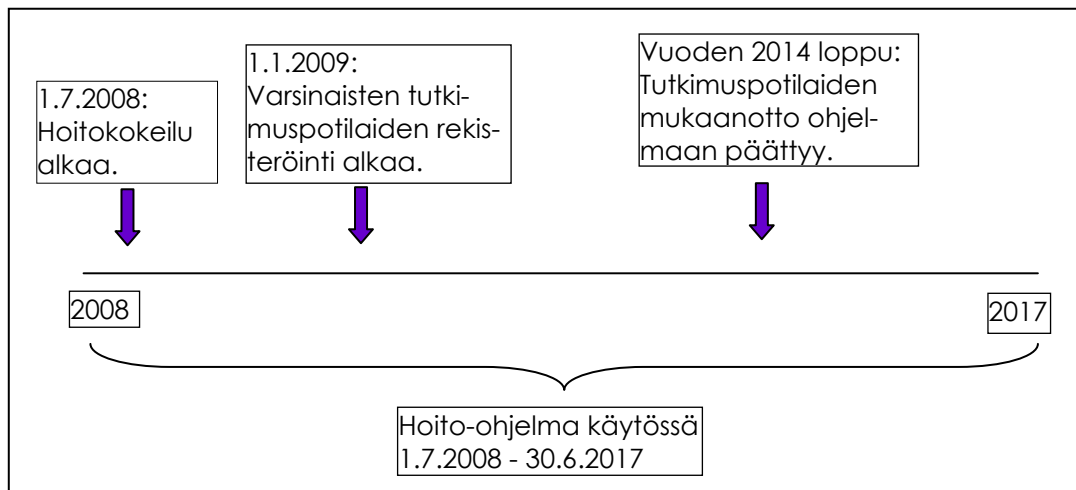 1.7.2008:
Hoitokokeilu
alkaa.
1.1.2009:
Varsinaisten tutki-
muspotilaiden rekis-
teröinti alkaa.
Vuoden 2014 loppu:
Tutkimuspotilaiden
mukaanotto ohjel-
maan päättyy.
2008
2017
Hoito-ohjelma käytössä
1.7.2008 - 30.6.2017